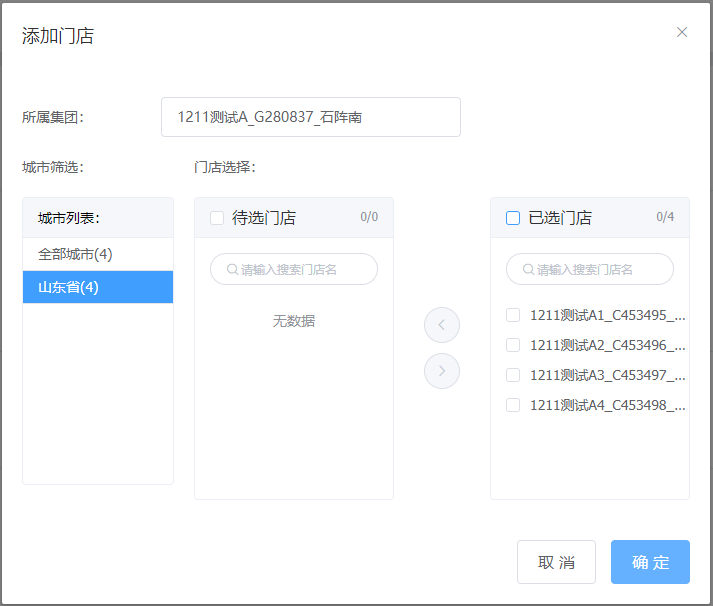 添加门店
所属集团：
1211测试A_G280837_石阵南
城市筛选：
门店选择：
城市列表：
全部城市(4)
山东省(4)
待选门店 0/0
请输入搜索门店名
无数据
已选门店 0/4
请输入搜索门店名
1211测试A1_C453495_...
1211测试A2_C453496_...
1211测试A3_C453497_...
1211测试A4_C453498_...
取 消
确 定